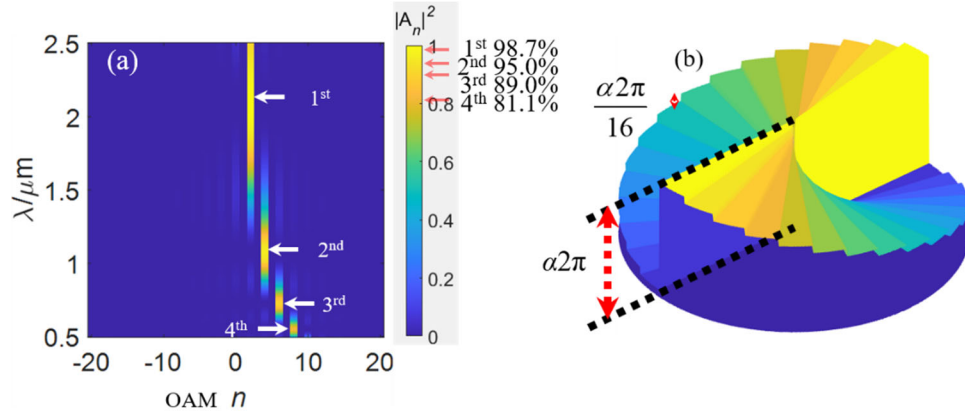 |Aₙ|²
2.5
(a)
1
1ˢᵗ 98.7%
2ⁿᵈ 95.0%
3ʳᵈ 89.0%
4ᵗʰ 81.1%
0.8
0.6
0.4
0.2
0
2
1.5
1
0.5
λ/μm
1ˢᵗ
2ⁿᵈ
3ʳᵈ
4ᵗʰ
-20
-10
0
10
20
OAM n
(b)
α2π
16
α2π